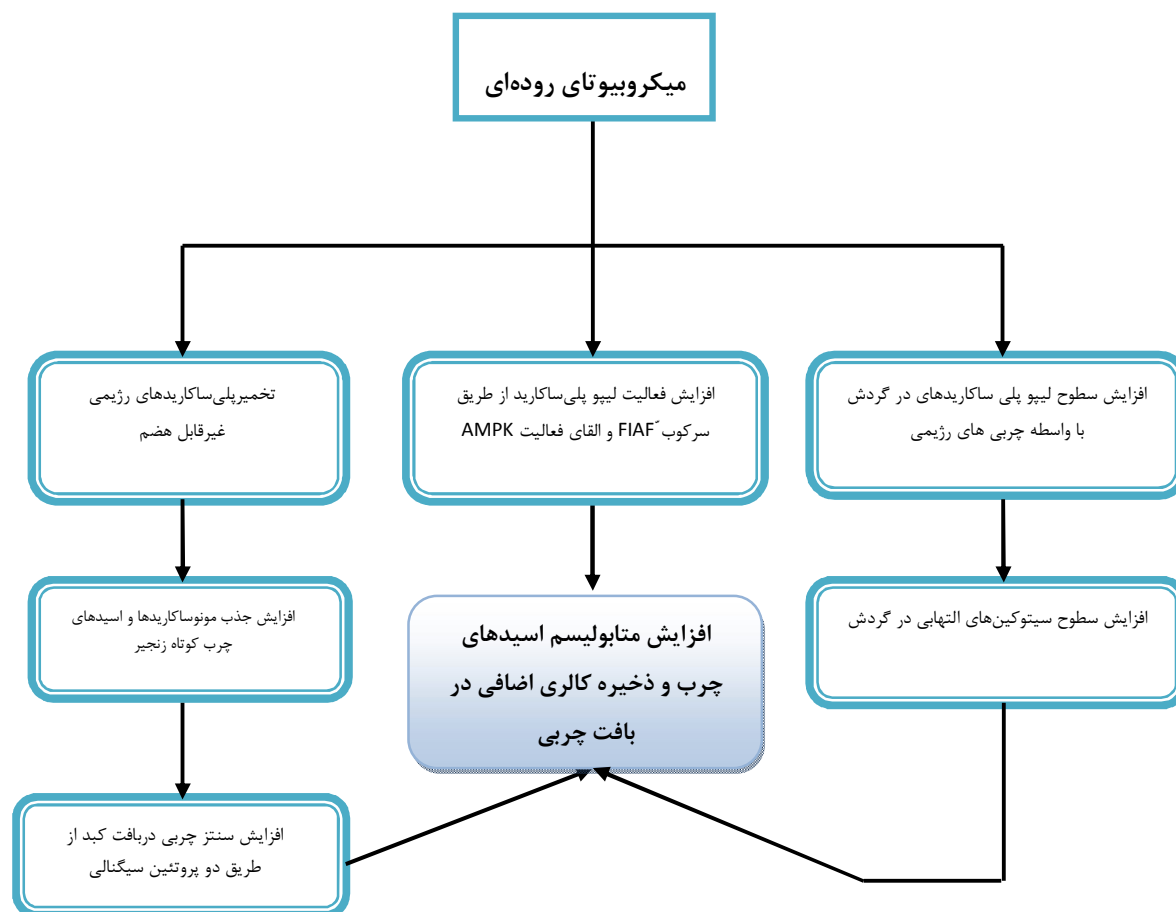 میکروبیوتای روده‌ای
افزایش سطوح لیپو پلی ساکاریدهای در گردش
با واسطه چربی های رژیمی
افزایش فعالیت لیپو پلی‌ساکارید از طریق
سرکوب FIAF َ و القای فعالیت AMPK
تخمیرپلی‌ساکاریدهای رژیمی
غیرقابل هضم
افزایش سطوح سیتوکین‌های التهابی در گردش
افزایش متابولیسم اسیدهای
چرب و ذخیره کالری اضافی در
بافت چربی
افزایش جذب مونوساکاریدها و اسیدهای
چرب کوتاه زنجیر
افزایش سنتز چربی دربافت کبد از
طریق دو پروتئین سیگنالی